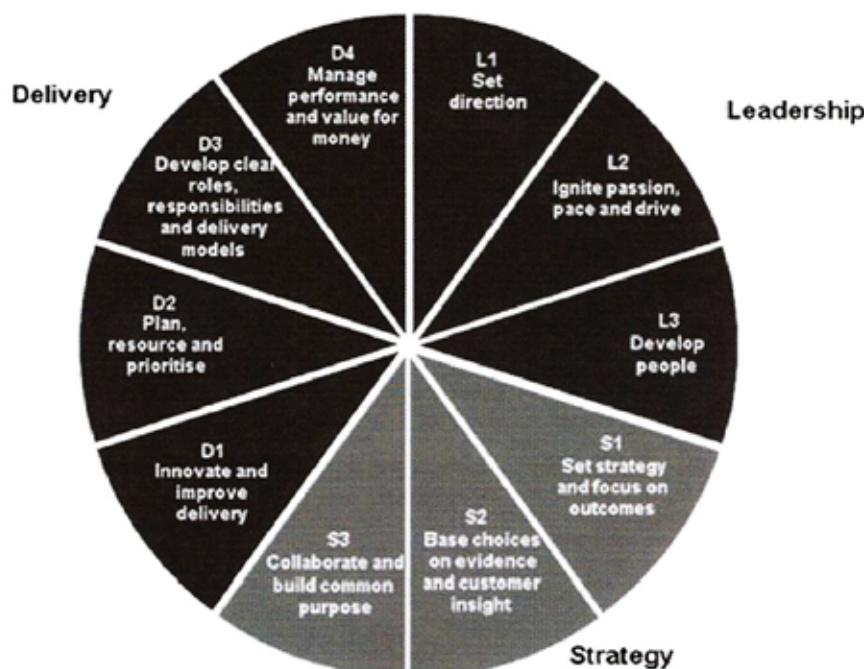 Delivery
Leadership
Strategy
L1
Set
direction
L2
Ignite passion,
pace and drive
L3
Develop
people
S1
Set strategy
and focus on
outcomes
S2
Base choices
on evidence
and customer
insight
S3
Collaborate and
build common
purpose
D1
Innovate and
improve
delivery
D2
Plan,
resource and
prioritise
D3
Develop clear
roles,
responsibilities
and delivery
models
D4
Manage
performance
and value for
money